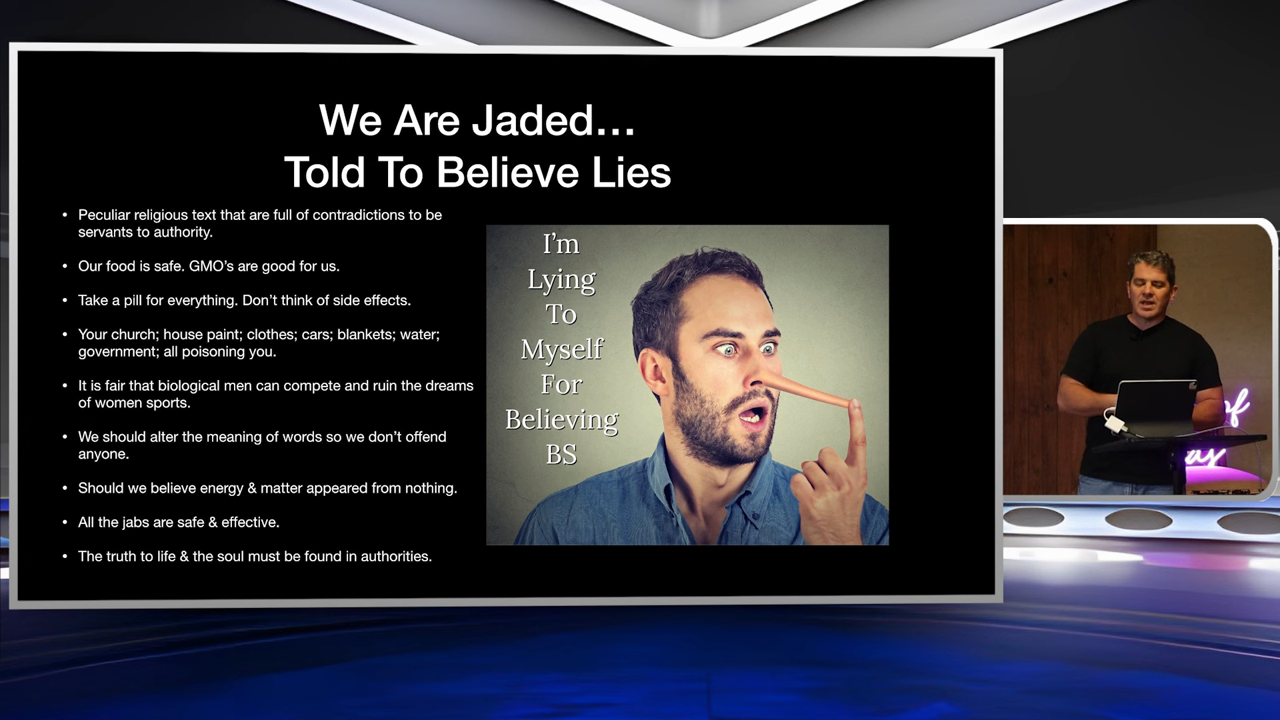 We Are Jaded...
Told To Believe Lies
• Peculiar religious text that are full of contradictions to be
servants to authority.
• Our food is safe. GMO's are good for us.
• Take a pill for everything. Don't think of side effects.
• Your church; house paint; clothes; cars; blankets; water;
government; all poisoning you.
• It is fair that biological men can compete and ruin the dreams
of women sports.
• We should alter the meaning of words so we don't offend
anyone.
• Should we believe energy & matter appeared from nothing.
• All the jabs are safe & effective.
• The truth to life & the soul must be found in authorities.
I'm
Lying
To
Myself
For
Believing
BS
of